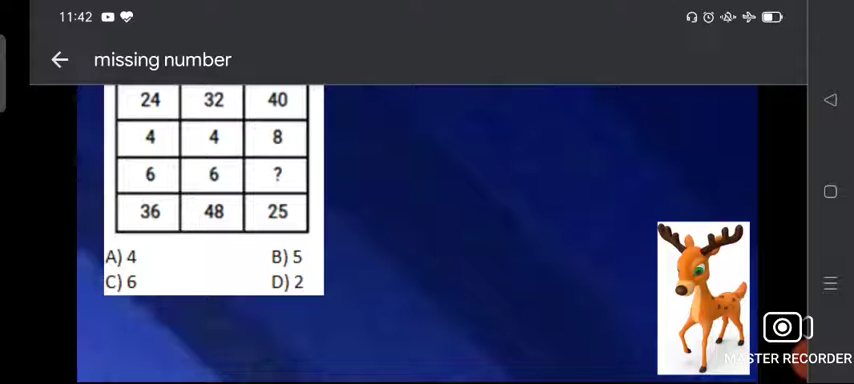 11:42
missing number
24 32 40
4 4 8
6 6 ?
36 48 25
A) 4 B) 5
C) 6 D) 2
MASTER RECORDER